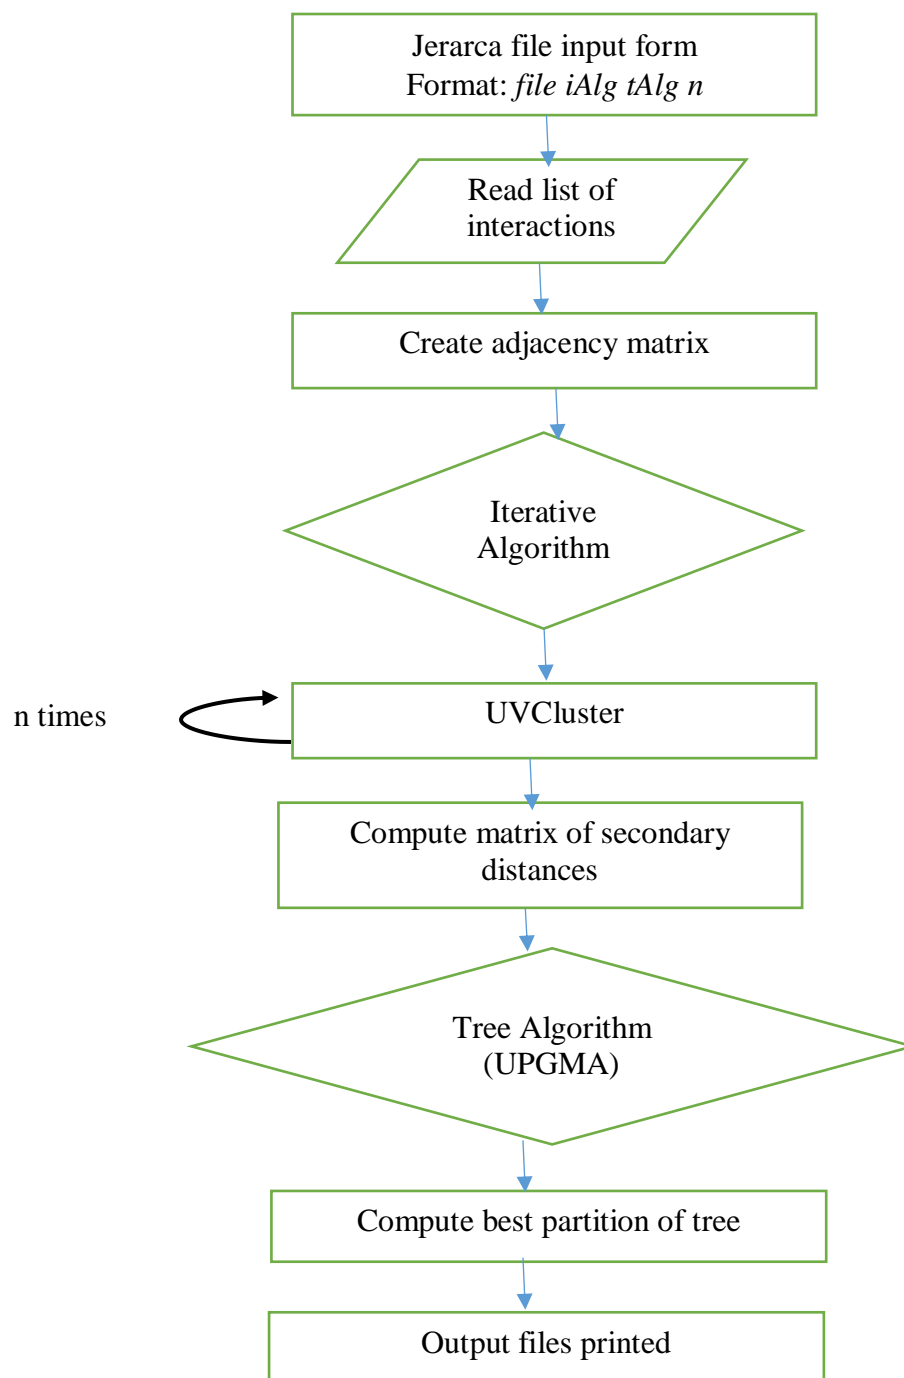 Jerarca file input form
Format: file iAlg tAlg n
Read list of
interactions
Create adjacency matrix
Iterative
Algorithm
n times
UVCluster
Compute matrix of secondary
distances
Tree Algorithm
(UPGMA)
Compute best partition of tree
Output files printed